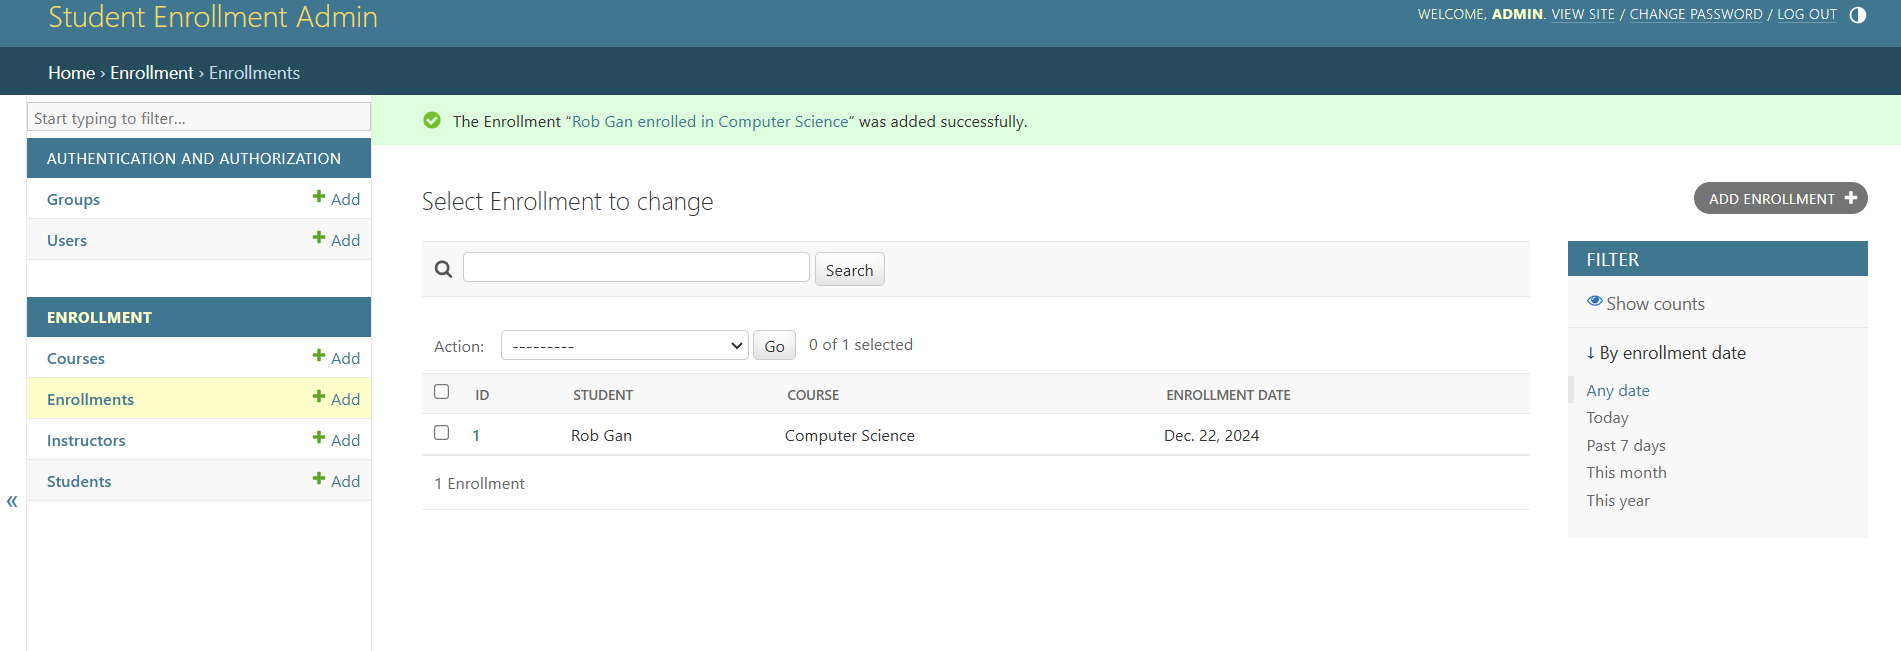 Student Enrollment Admin
WELCOME, ADMIN. VIEW SITE / CHANGE PASSWORD / LOG OUT
Home › Enrollment › Enrollments
Start typing to filter...
AUTHENTICATION AND AUTHORIZATION
Groups + Add
Users + Add
ENROLLMENT
Courses + Add
Enrollments + Add
Instructors + Add
Students + Add
«
The Enrollment “Rob Gan enrolled in Computer Science” was added successfully.
Select Enrollment to change
ADD ENROLLMENT +
Search
Action: --------- Go 0 of 1 selected
ID STUDENT COURSE ENROLLMENT DATE
1 Rob Gan Computer Science Dec. 22, 2024
1 Enrollment
FILTER
Show counts
↓ By enrollment date
Any date
Today
Past 7 days
This month
This year